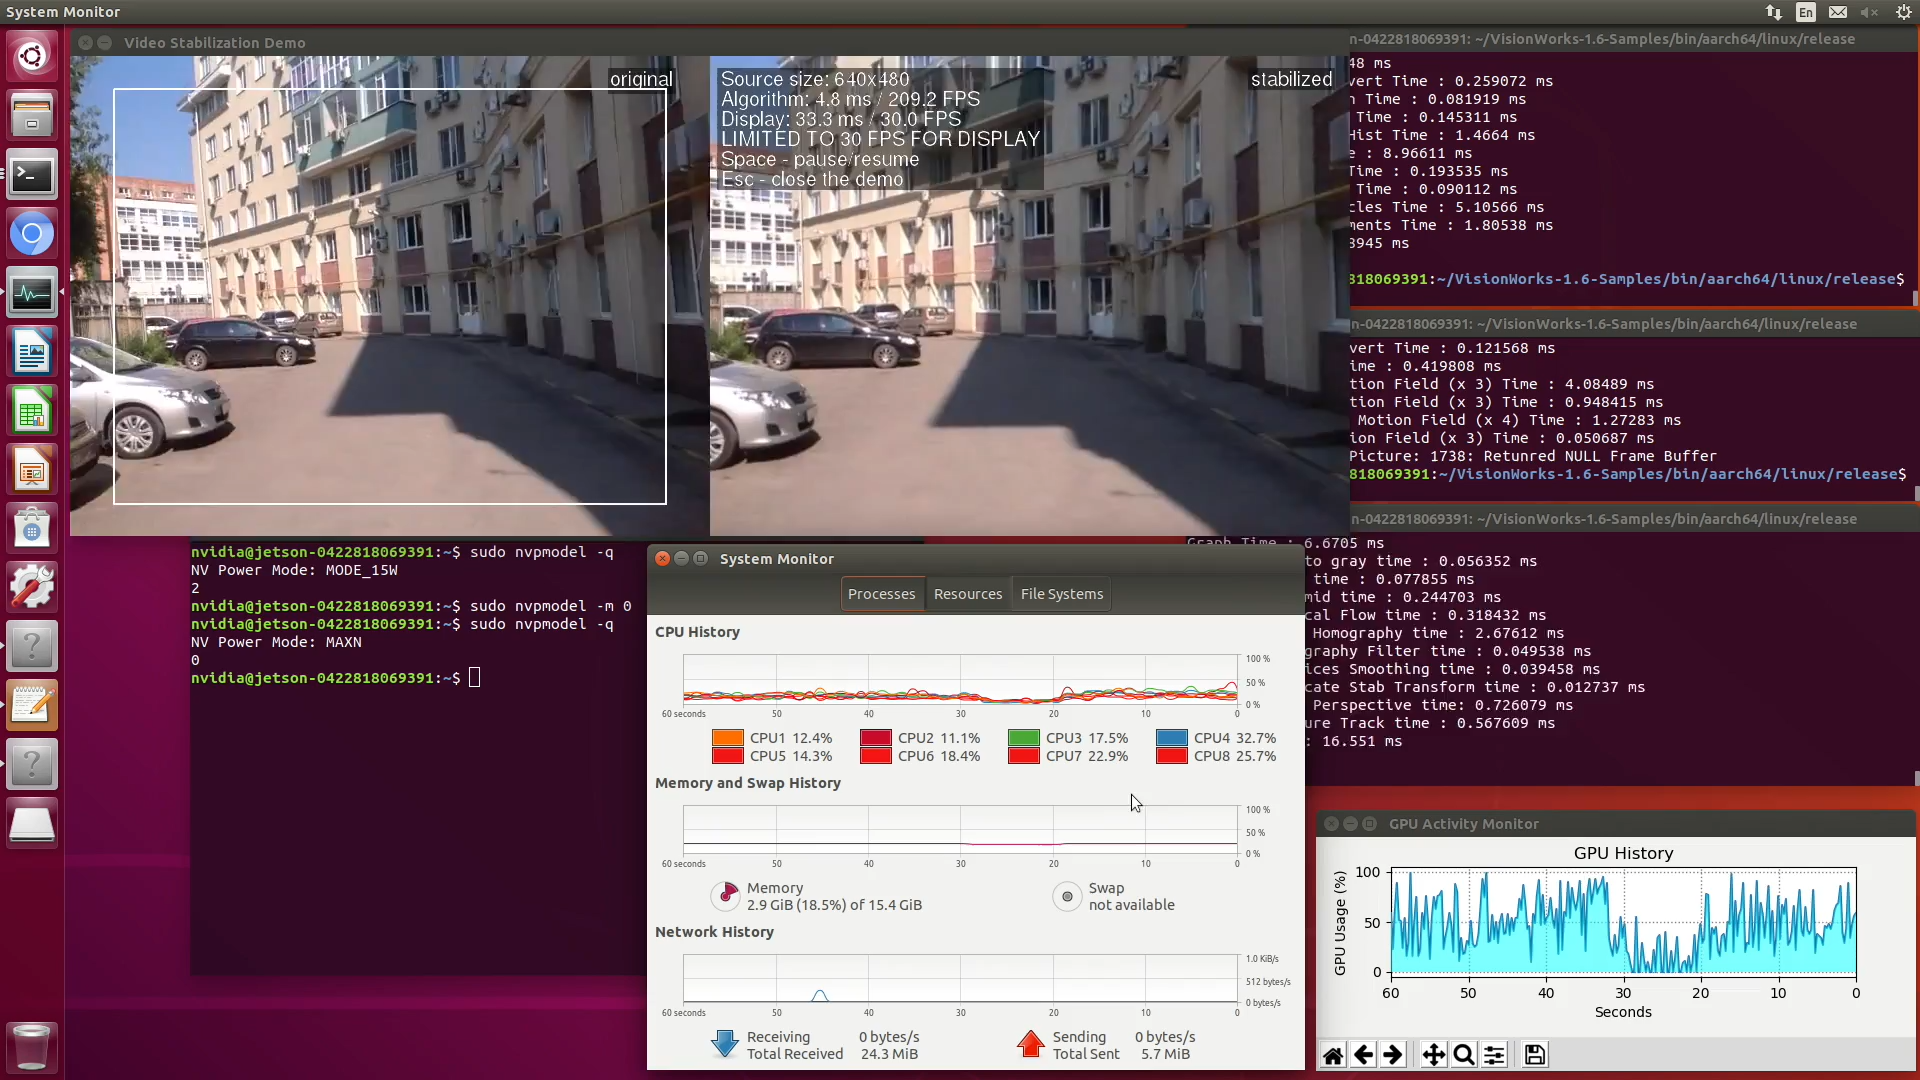 System Monitor
En
Video Stabilization Demo
original
Source size: 640x480
Algorithm: 4.8 ms / 209.2 FPS
Display: 33.3 ms / 30.0 FPS
LIMITED TO 30 FPS FOR DISPLAY
Space - pause/resume
Esc - close the demo
stabilized
n-0422818069391: ~/VisionWorks-1.6-Samples/bin/aarch64/linux/release
48 ms
vert Time : 0.259072 ms
n Time : 0.081919 ms
Time : 0.145311 ms
Hist Time : 1.4664 ms
e : 8.96611 ms
Time : 0.193535 ms
Time : 0.090112 ms
cles Time : 5.10566 ms
ments Time : 1.80538 ms
3945 ms
818069391:~/VisionWorks-1.6-Samples/bin/aarch64/linux/release$
n-0422818069391: ~/VisionWorks-1.6-Samples/bin/aarch64/linux/release
vert Time : 0.121568 ms
ime : 0.419808 ms
tion Field (x 3) Time : 4.08489 ms
tion Field (x 3) Time : 0.948415 ms
Motion Field (x 4) Time : 1.27283 ms
ion Field (x 3) Time : 0.050687 ms
Picture: 1738: Retunred NULL Frame Buffer
818069391:~/VisionWorks-1.6-Samples/bin/aarch64/linux/release$
n-0422818069391: ~/VisionWorks-1.6-Samples/bin/aarch64/linux/release
Graph Time : 6.6705 ms
to gray time : 0.056352 ms
time : 0.077855 ms
mid time : 0.244703 ms
cal Flow time : 0.318432 ms
Homography time : 2.67612 ms
graphy Filter time : 0.049538 ms
ices Smoothing time : 0.039458 ms
cate Stab Transform time : 0.012737 ms
Perspective time: 0.726079 ms
ure Track time : 0.567609 ms
: 16.551 ms
nvidia@jetson-0422818069391:~$ sudo nvpmodel -q
NV Power Mode: MODE_15W
2
nvidia@jetson-0422818069391:~$ sudo nvpmodel -m 0
nvidia@jetson-0422818069391:~$ sudo nvpmodel -q
NV Power Mode: MAXN
0
nvidia@jetson-0422818069391:~$
System Monitor
Processes Resources File Systems
CPU History
100 %
50 %
0 %
60 seconds 50 40 30 20 10 0
CPU1 12.4% CPU2 11.1% CPU3 17.5% CPU4 32.7%
CPU5 14.3% CPU6 18.4% CPU7 22.9% CPU8 25.7%
Memory and Swap History
100 %
50 %
0 %
60 seconds 50 40 30 20 10 0
Memory
2.9 GiB (18.5%) of 15.4 GiB
Swap
not available
Network History
1.0 KiB/s
512 bytes/s
0 bytes/s
60 seconds 50 40 30 20 10 0
Receiving 0 bytes/s
Total Received 24.3 MiB
Sending 0 bytes/s
Total Sent 5.7 MiB
GPU Activity Monitor
GPU History
GPU Usage (%)
100
50
0
60 50 40 30 20 10 0
Seconds